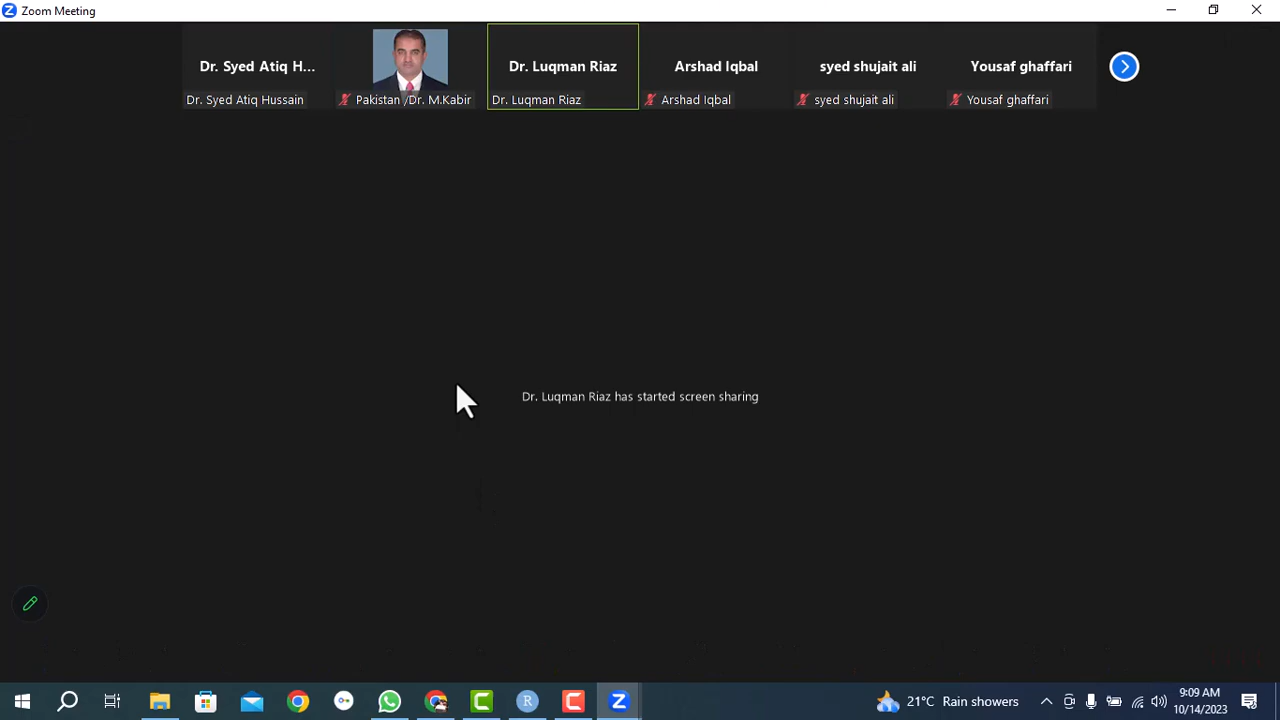 Zoom Meeting
Dr. Syed Atiq H...
Dr. Syed Atiq Hussain
Pakistan /Dr. M.Kabir
Dr. Luqman Riaz
Dr. Luqman Riaz
Arshad Iqbal
Arshad Iqbal
syed shujait ali
syed shujait ali
Yousaf ghaffari
Yousaf ghaffari
Dr. Luqman Riaz has started screen sharing
21°C Rain showers
9:09 AM
10/14/2023